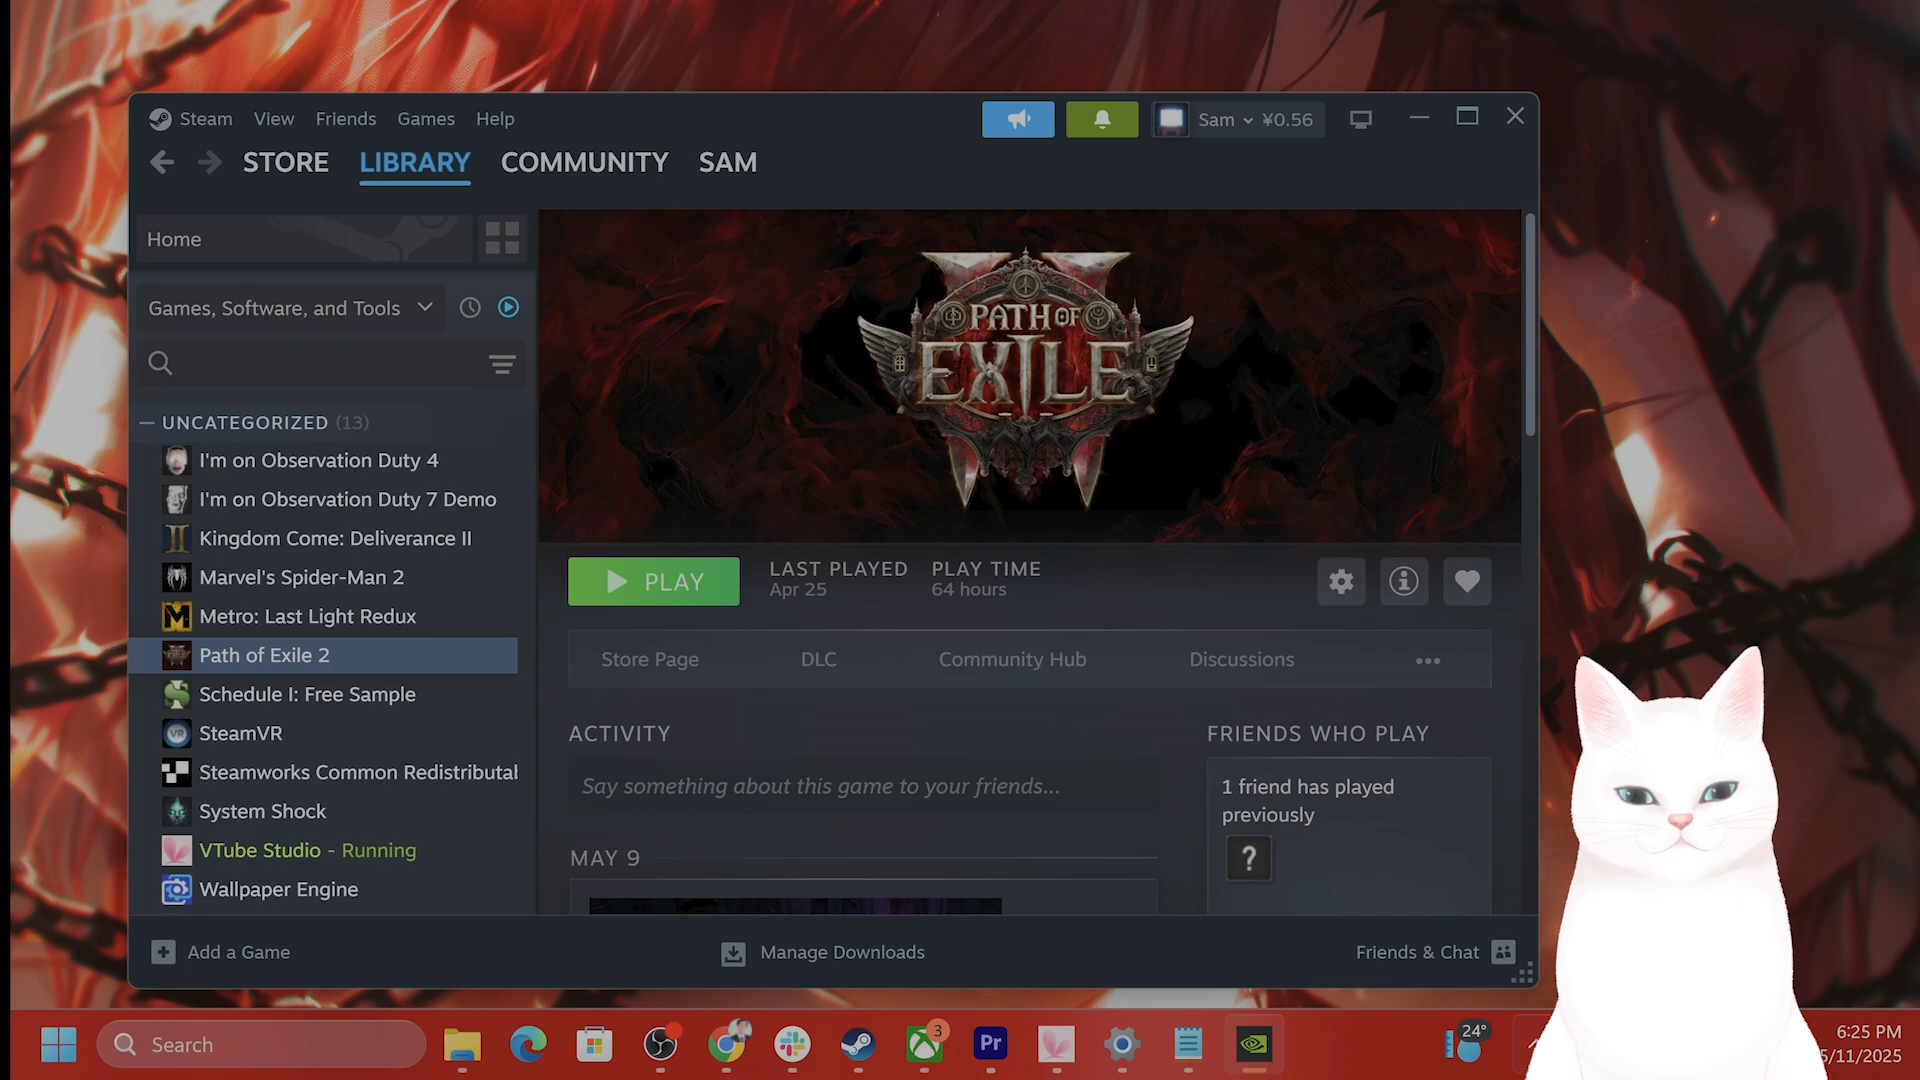 Steam View Friends Games Help
Sam ¥0.56
STORE LIBRARY COMMUNITY SAM
Home
Games, Software, and Tools
UNCATEGORIZED (13)
I'm on Observation Duty 4
I'm on Observation Duty 7 Demo
Kingdom Come: Deliverance II
Marvel's Spider-Man 2
Metro: Last Light Redux
Path of Exile 2
Schedule I: Free Sample
SteamVR
Steamworks Common Redistributal
System Shock
VTube Studio - Running
Wallpaper Engine
PATH OF
EXILE
PLAY
LAST PLAYED
Apr 25
PLAY TIME
64 hours
Store Page DLC Community Hub Discussions
ACTIVITY
Say something about this game to your friends...
MAY 9
FRIENDS WHO PLAY
1 friend has played
previously
?
Add a Game
Manage Downloads
Friends & Chat
Search
3
Pr
24°
6:25 PM
5/11/2025